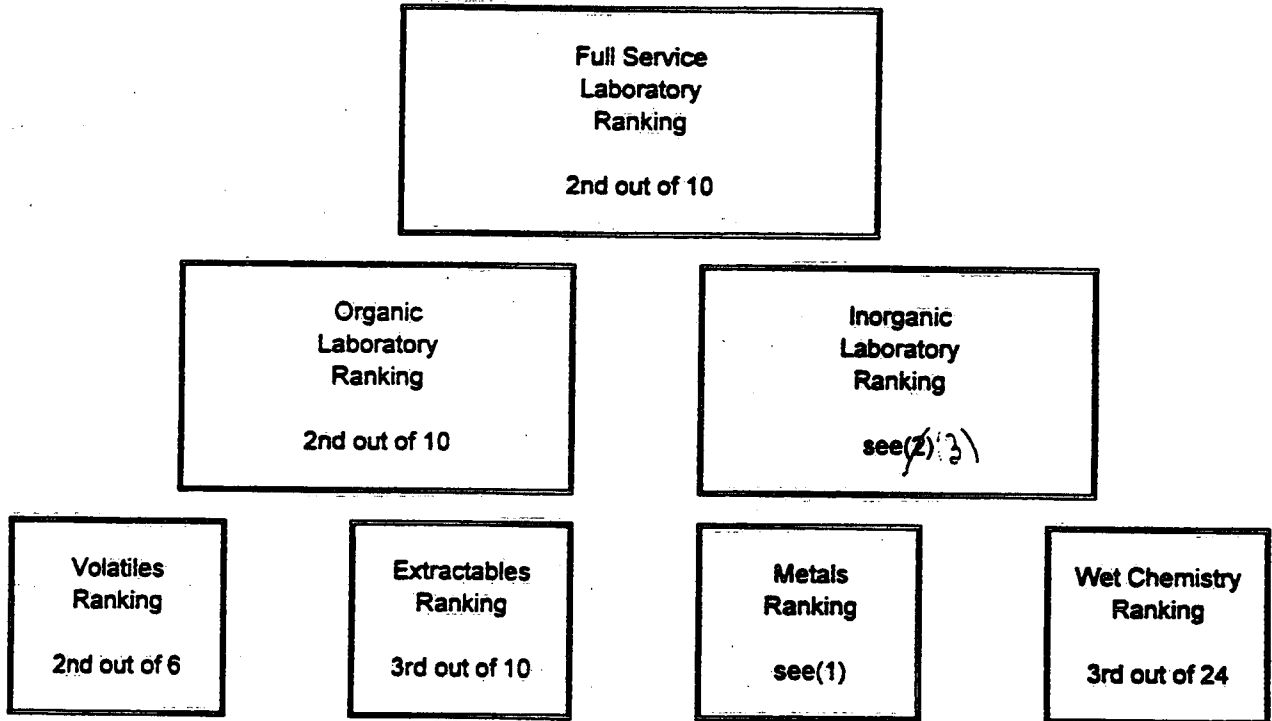 Full Service
Laboratory
Ranking
2nd out of 10
Organic
Laboratory
Ranking
2nd out of 10
Inorganic
Laboratory
Ranking
see(2)(3)
Volatiles
Ranking
2nd out of 6
Extractables
Ranking
3rd out of 10
Metals
Ranking
see(1)
Wet Chemistry
Ranking
3rd out of 24